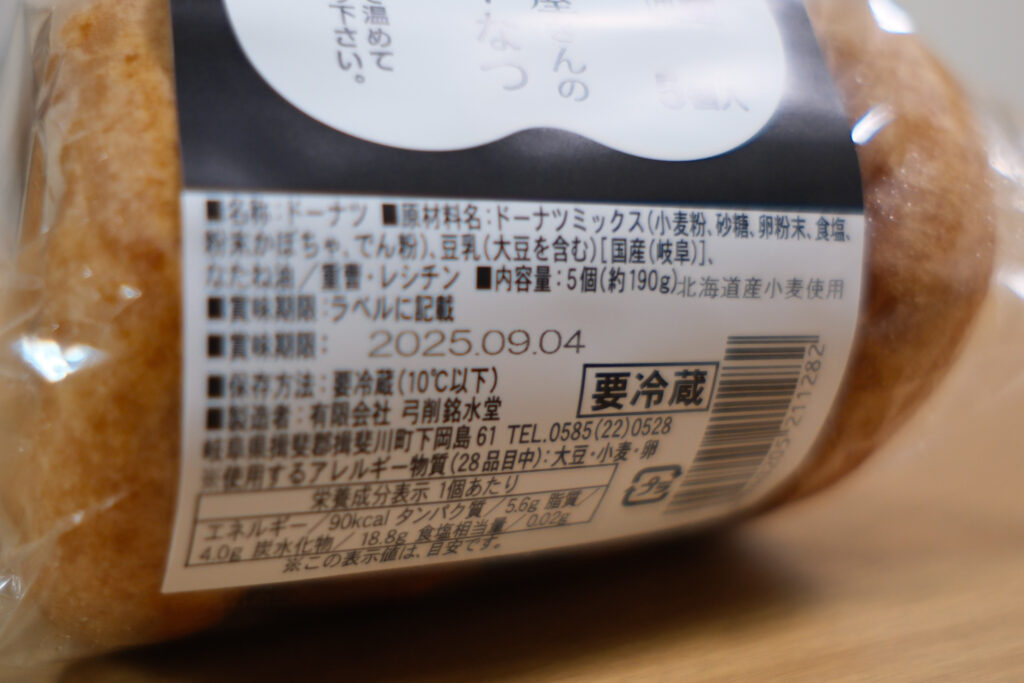 温めて
下さい。
屋さんの
なつ
■名称:ドーナツ ■原材料名:ドーナツミックス(小麦粉、砂糖、卵粉末、食塩、
粉末かぼちゃ、でん粉)、豆乳(大豆を含む)[国産(岐阜)]、
なたね油/重曹・レシチン ■内容量:5個(約190g)北海道産小麦使用
■賞味期限:ラベルに記載
■賞味期限: 2025.09.04
■保存方法:要冷蔵(10℃以下)
要冷蔵
■製造者:有限会社 弓削銘水堂
岐阜県揖斐郡揖斐川町下岡島61 TEL.0585(22)0528
※使用するアレルギー物質(28品目中):大豆・小麦・卵
栄養成分表示 1個あたり
エネルギー/90kcal タンパク質/5.6g 脂質/
4.0g 炭水化物/18.8g 食塩相当量/0.02g
※この表示値は、目安です。
プラ
211282